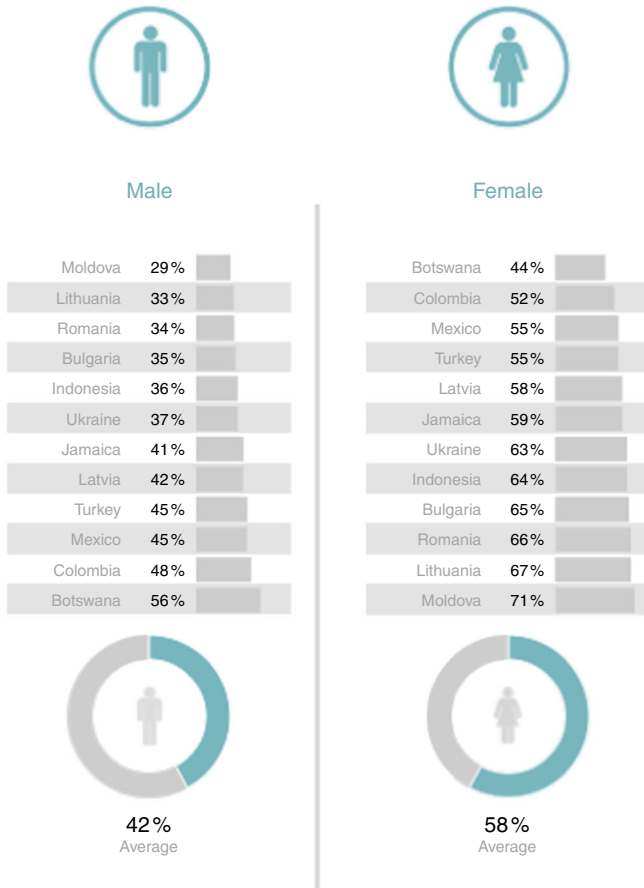 Male
Moldova 29%
Lithuania 33%
Romania 34%
Bulgaria 35%
Indonesia 36%
Ukraine 37%
Jamaica 41%
Latvia 42%
Turkey 45%
Mexico 45%
Colombia 48%
Botswana 56%
42%
Average
Female
Botswana 44%
Colombia 52%
Mexico 55%
Turkey 55%
Latvia 58%
Jamaica 59%
Ukraine 63%
Indonesia 64%
Bulgaria 65%
Romania 66%
Lithuania 67%
Moldova 71%
58%
Average